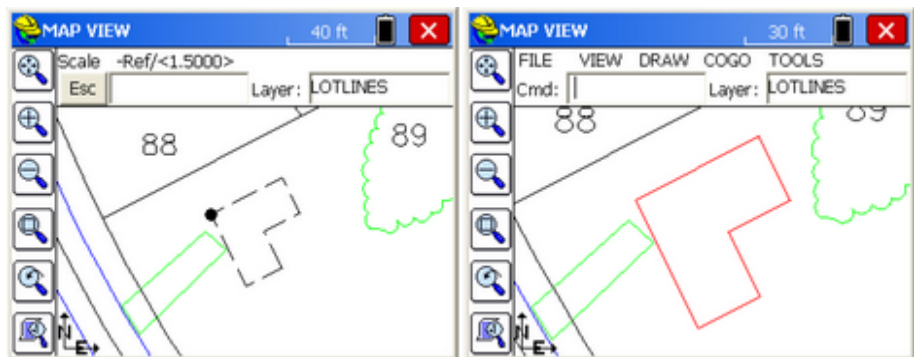 MAP VIEW 40 ft
Scale -Ref/<1.5000>
Esc Layer: LOTLINES
88
89
N
E
MAP VIEW 30 ft
FILE VIEW DRAW COGO TOOLS
Cmd: Layer: LOTLINES
88
89
N
E